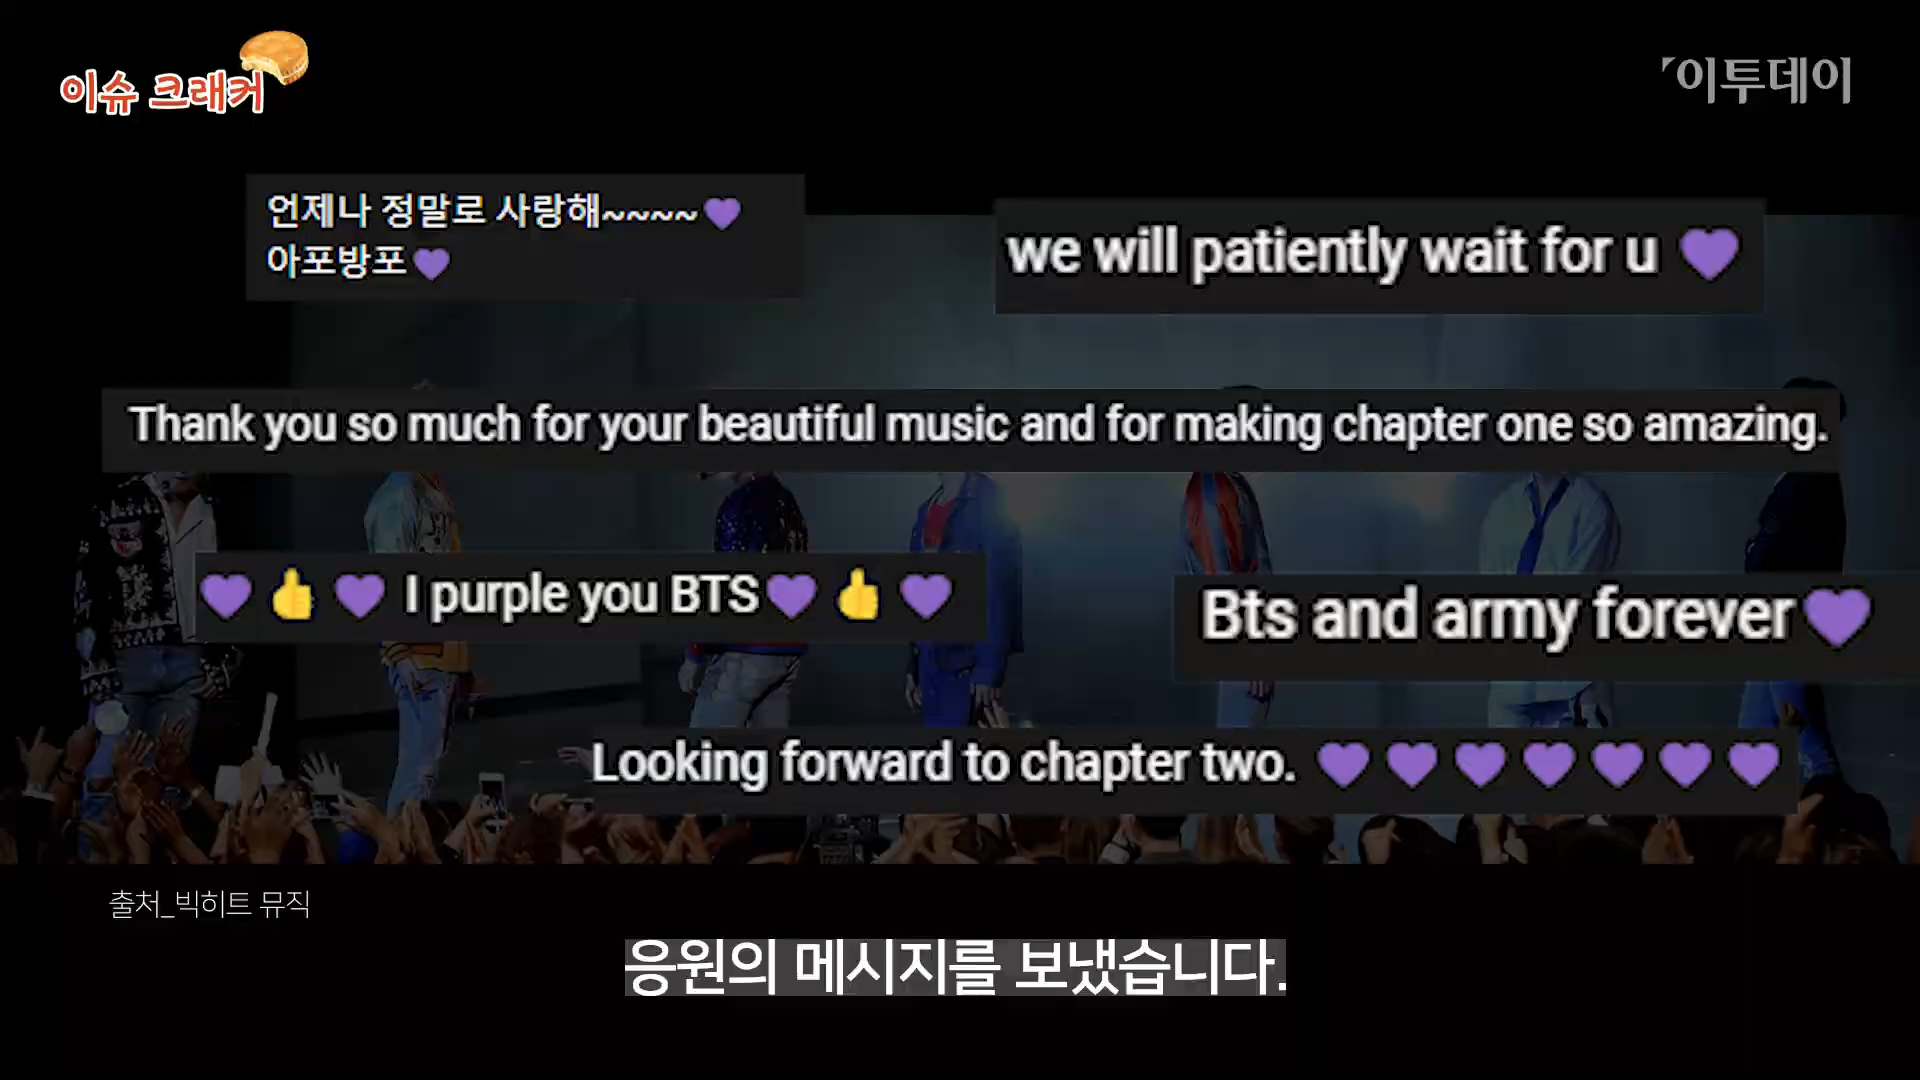 이슈 크래커
이투데이
언제나 정말로 사랑해~~~~💜
아포방포💜
we will patiently wait for u 💜
Thank you so much for your beautiful music and for making chapter one so amazing.
💜👍💜 I purple you BTS💜👍💜
Bts and army forever💜
Looking forward to chapter two. 💜💜💜💜💜💜💜
출처_빅히트 뮤직
응원의 메시지를 보냈습니다.